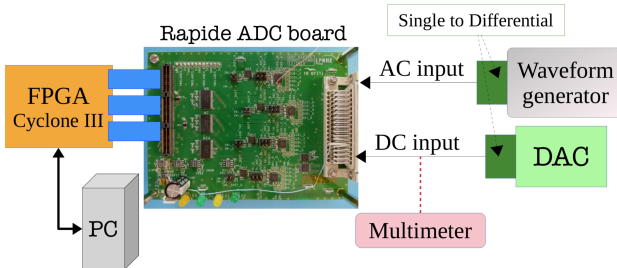 Single to Differential
Rapide ADC board
AC input
Waveform
generator
FPGA
Cyclone III
DC input
DAC
PC
Multimeter